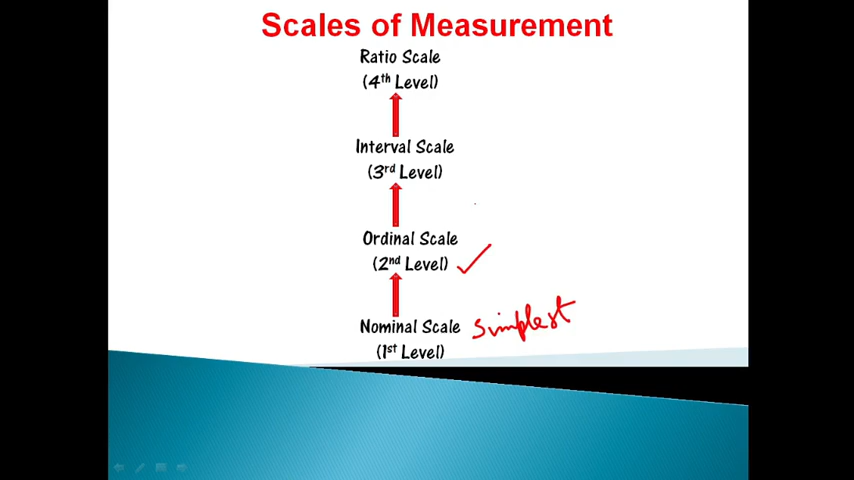 Scales of Measurement
Ratio Scale
(4th Level)
Interval Scale
(3rd Level)
Ordinal Scale
(2nd Level)
Nominal Scale simplest
(1st Level)